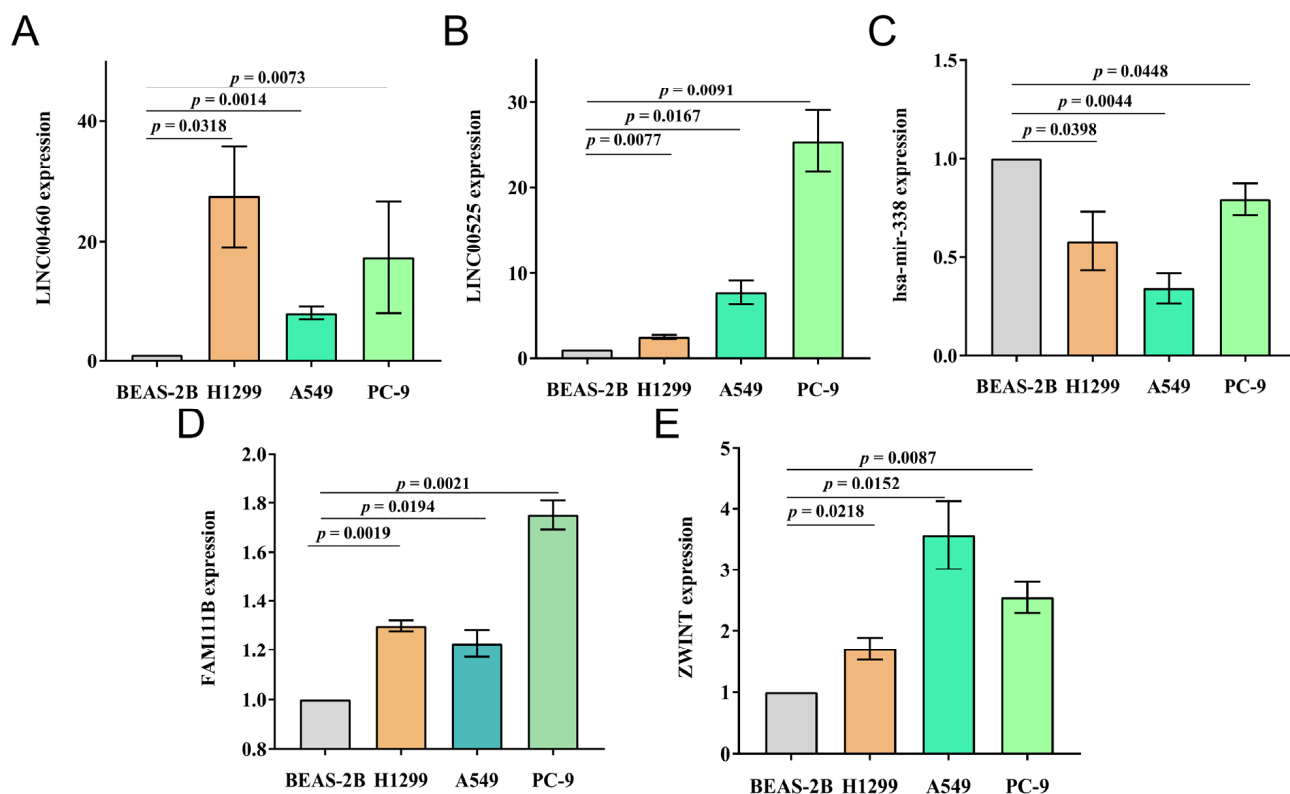 A
LINC00460 expression
40
20
0
p = 0.0073
p = 0.0014
p = 0.0318
BEAS-2B H1299 A549 PC-9
B
LINC00525 expression
30
20
10
0
p = 0.0091
p = 0.0167
p = 0.0077
BEAS-2B H1299 A549 PC-9
C
hsa-mir-338 expression
1.5
1.0
0.5
0.0
p = 0.0448
p = 0.0044
p = 0.0398
BEAS-2B H1299 A549 PC-9
D
FAM111B expression
2.0
1.8
1.6
1.4
1.2
1.0
0.8
p = 0.0021
p = 0.0194
p = 0.0019
BEAS-2B H1299 A549 PC-9
E
ZWINT expression
5
4
3
2
1
0
p = 0.0087
p = 0.0152
p = 0.0218
BEAS-2B H1299 A549 PC-9